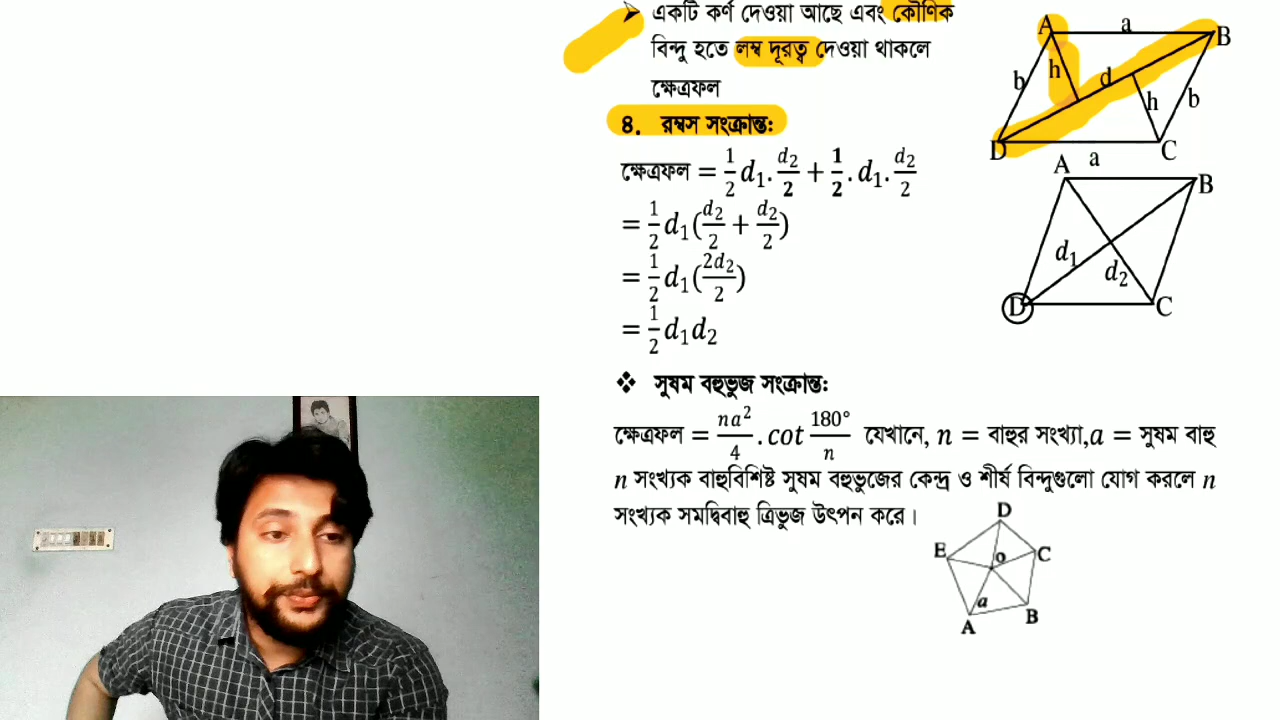 ➤ একটি কর্ণ দেওয়া আছে এবং কৌণিক
বিন্দু হতে লম্ব দূরত্ব দেওয়া থাকলে
ক্ষেত্রফল
A a B
b h d h b
D a C
৪. রম্বস সংক্রান্ত:
ক্ষেত্রফল = 1/2 d₁. d₂/2 + 1/2 . d₁. d₂/2
= 1/2 d₁(d₂/2 + d₂/2)
= 1/2 d₁(2d₂/2)
= 1/2 d₁d₂
A B
d₁ d₂
D C
❖ সুষম বহুভুজ সংক্রান্ত:
ক্ষেত্রফল = na²/4 . cot 180°/n যেখানে, n = বাহুর সংখ্যা,a = সুষম বাহু
n সংখ্যক বাহুবিশিষ্ট সুষম বহুভুজের কেন্দ্র ও শীর্ষ বিন্দুগুলো যোগ করলে n
সংখ্যক সমদ্বিবাহু ত্রিভুজ উৎপন করে।
D
E o C
a
A B